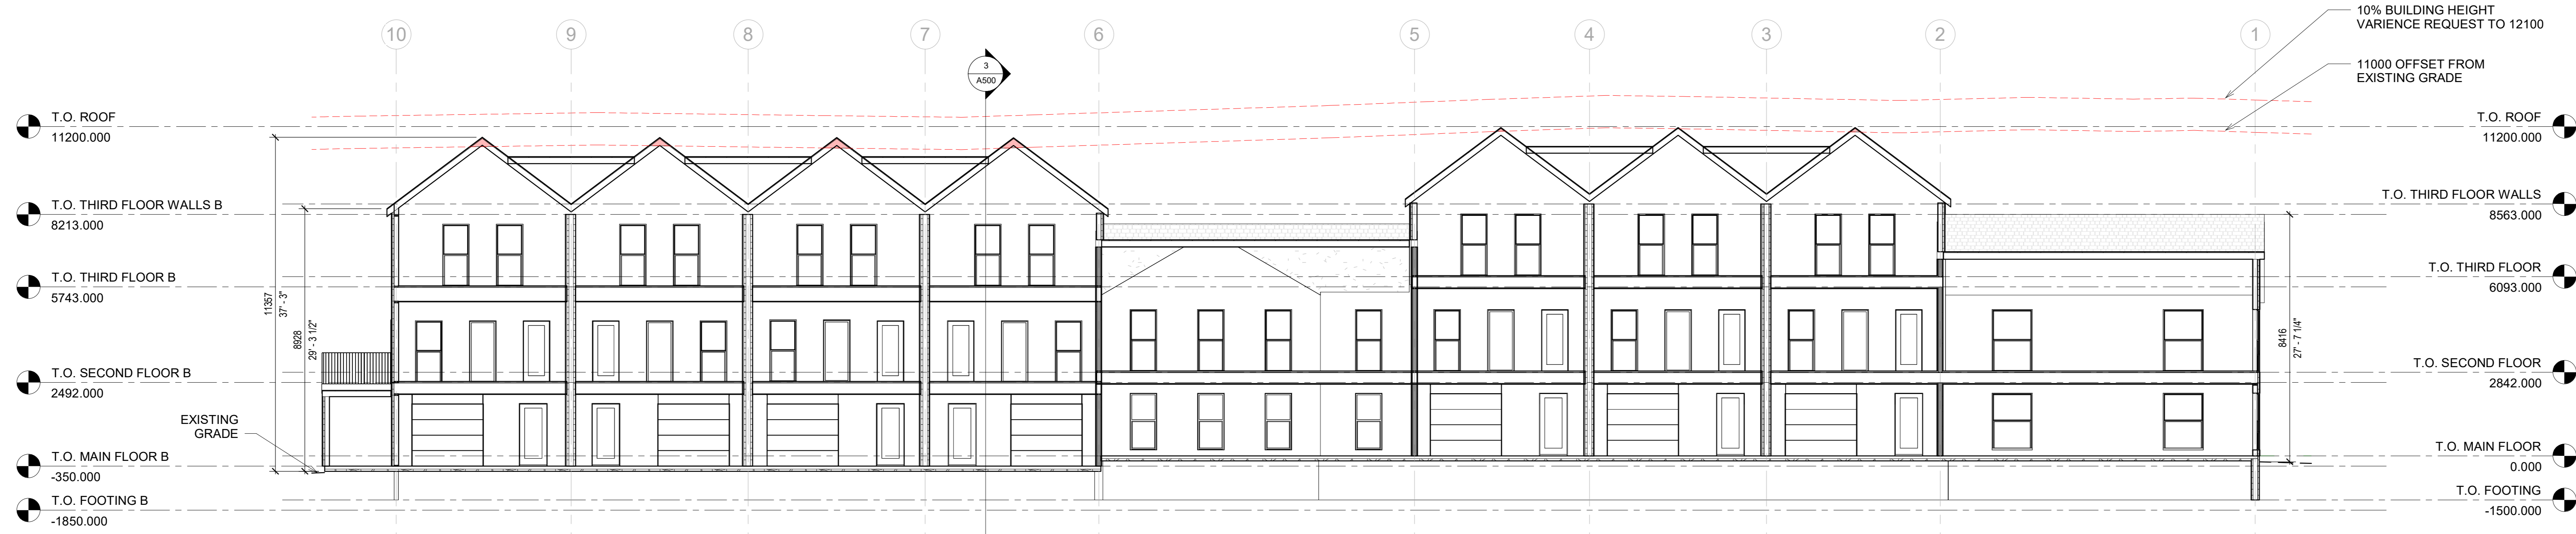 10
9
8
7
6
5
4
3
2
1
3
A500
10% BUILDING HEIGHT
VARIENCE REQUEST TO 12100
11000 OFFSET FROM
EXISTING GRADE
T.O. ROOF
11200.000
T.O. THIRD FLOOR WALLS B
8213.000
T.O. THIRD FLOOR B
5743.000
T.O. SECOND FLOOR B
2492.000
EXISTING
GRADE
T.O. MAIN FLOOR B
-350.000
T.O. FOOTING B
-1850.000
11357
37' - 3"
8928
29' - 3 1/2"
8416
27' - 7 1/4"
T.O. ROOF
11200.000
T.O. THIRD FLOOR WALLS
8563.000
T.O. THIRD FLOOR
6093.000
T.O. SECOND FLOOR
2842.000
T.O. MAIN FLOOR
0.000
T.O. FOOTING
-1500.000